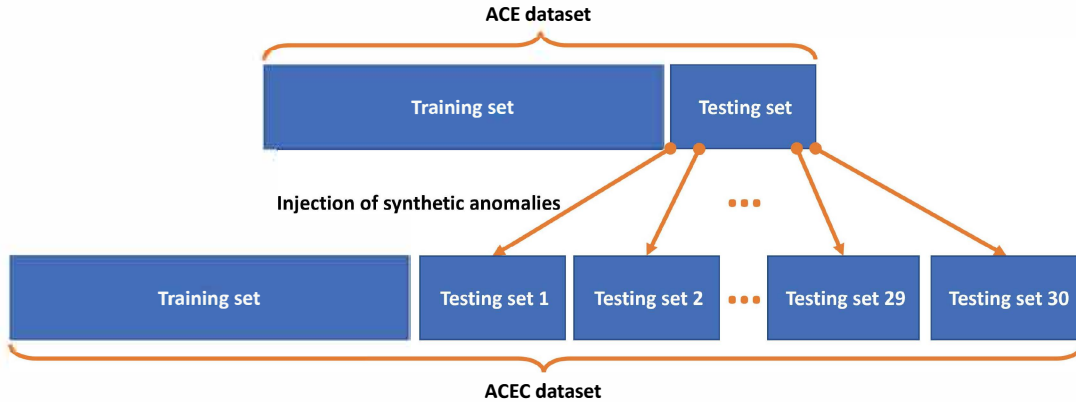 ACE dataset
Training set
Testing set
Injection of synthetic anomalies
Training set
Testing set 1
Testing set 2
Testing set 29
Testing set 30
ACEC dataset